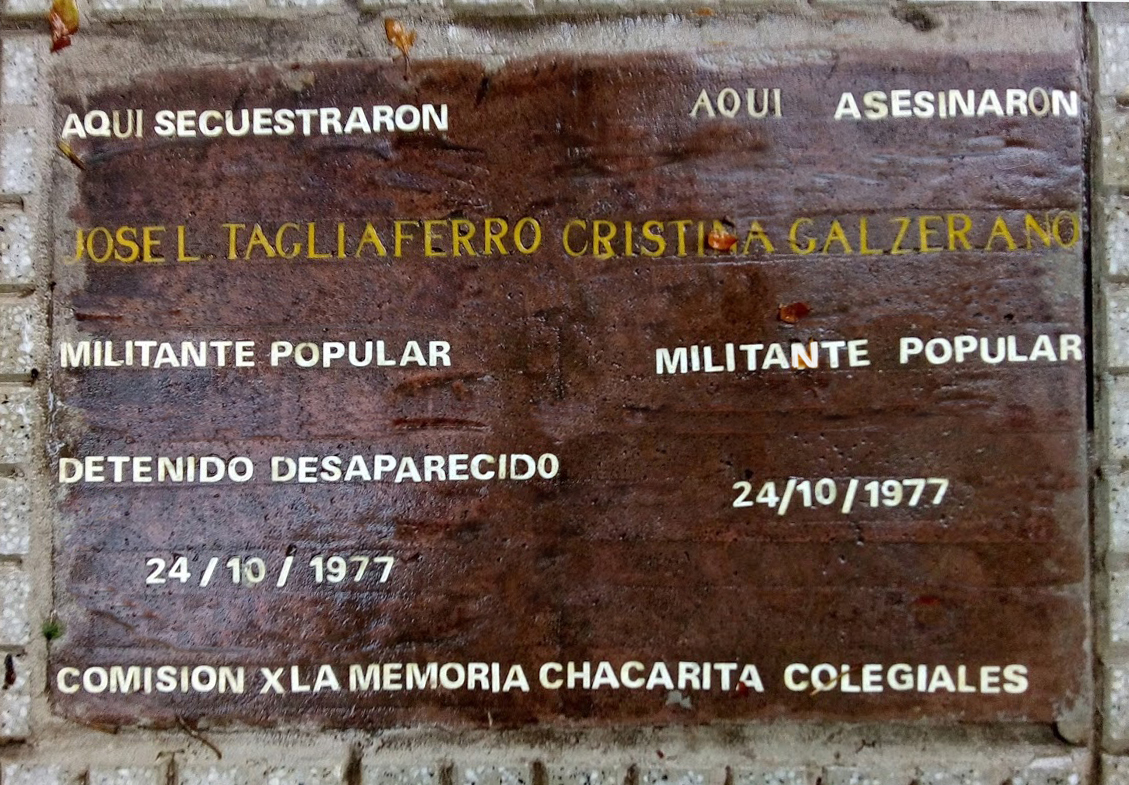 AQUI SECUESTRARON
JOSE L. TAGLIAFERRO
MILITANTE POPULAR
DETENIDO DESAPARECIDO
24/10/1977
AQUI ASESINARON
CRISTINA GALZERANO
MILITANTE POPULAR
24/10/1977
COMISION X LA MEMORIA CHACARITA COLEGIALES